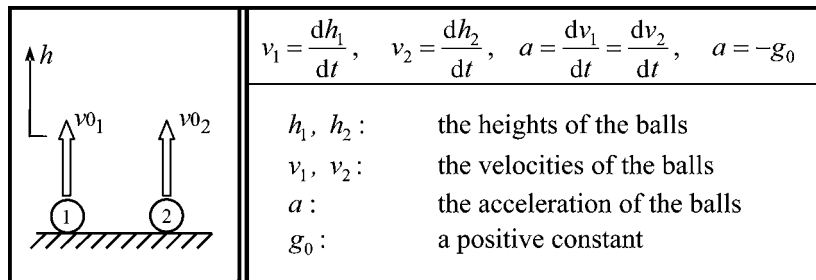 h
v0₁ v0₂
1 2
v₁ = dh₁/dt, v₂ = dh₂/dt, a = dv₁/dt = dv₂/dt, a = −g₀
h₁, h₂: the heights of the balls
v₁, v₂: the velocities of the balls
a: the acceleration of the balls
g₀: a positive constant